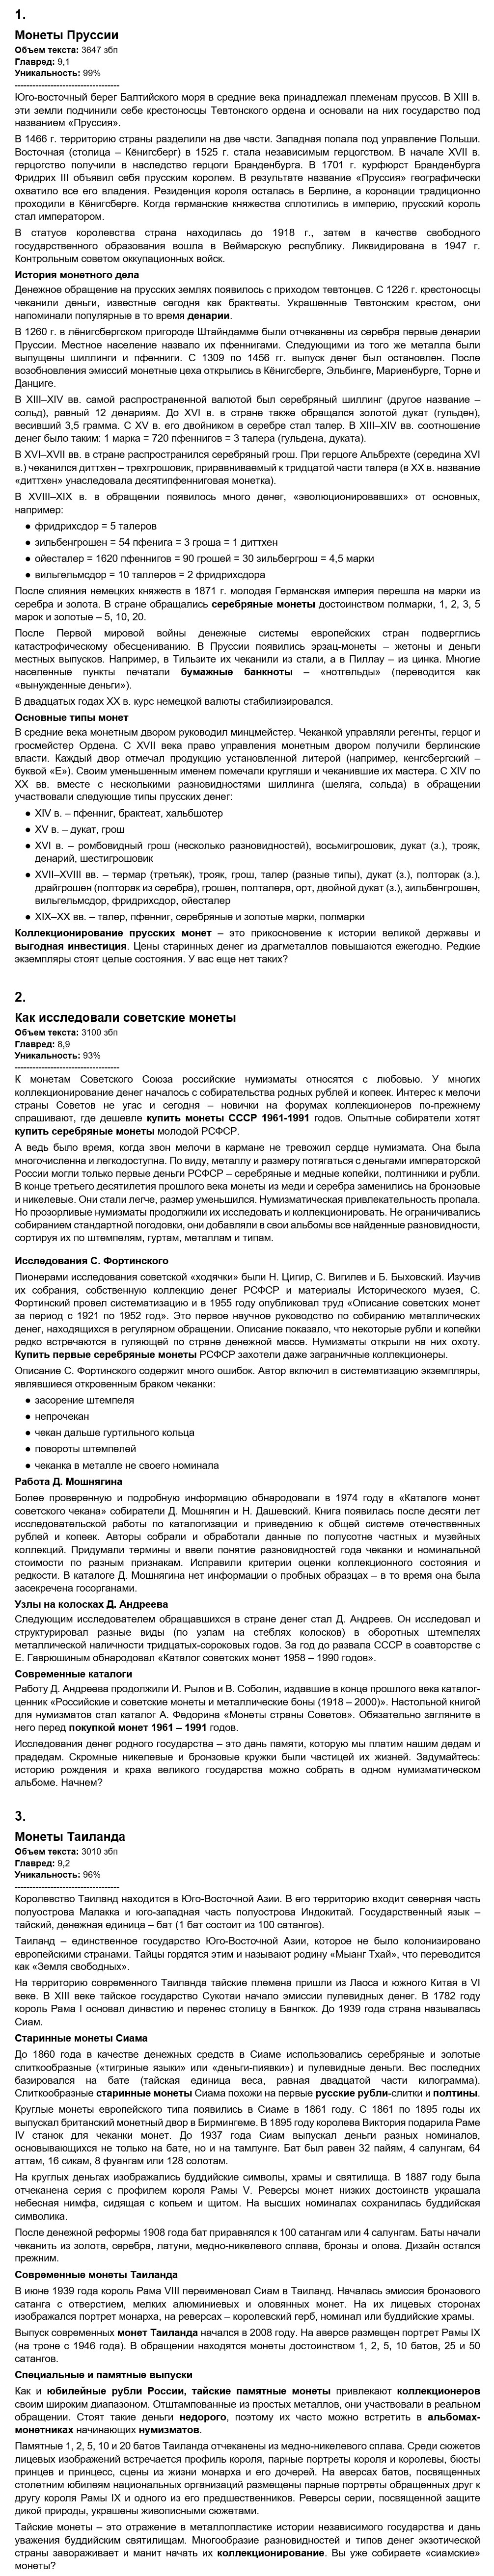 1.
Монеты Пруссии
Объем текста: 3647 збп
Главред: 9,1
Уникальность: 99%
-----------------------------------
Юго-восточный берег Балтийского моря в средние века принадлежал племенам пруссов. В XIII в.
эти земли подчинили себе крестоносцы Тевтонского ордена и основали на них государство под
названием «Пруссия».
В 1466 г. территорию страны разделили на две части. Западная попала под управление Польши.
Восточная (столица – Кёнигсберг) в 1525 г. стала независимым герцогством. В начале XVII в.
герцогство получили в наследство герцоги Бранденбурга. В 1701 г. курфюрст Бранденбурга
Фридрих III объявил себя прусским королем. В результате название «Пруссия» географически
охватило все его владения. Резиденция короля осталась в Берлине, а коронации традиционно
проходили в Кёнигсберге. Когда германские княжества сплотились в империю, прусский король
стал императором.
В статусе королевства страна находилась до 1918 г., затем в качестве свободного
государственного образования вошла в Веймарскую республику. Ликвидирована в 1947 г.
Контрольным советом оккупационных войск.
История монетного дела
Денежное обращение на прусских землях появилось с приходом тевтонцев. С 1226 г. крестоносцы
чеканили деньги, известные сегодня как брактеаты. Украшенные Тевтонским крестом, они
напоминали популярные в то время денарии.
В 1260 г. в лёнигсбергском пригороде Штайндамме были отчеканены из серебра первые денарии
Пруссии. Местное население назвало их пфеннигами. Следующими из того же металла были
выпущены шиллинги и пфенниги. С 1309 по 1456 гг. выпуск денег был остановлен. После
возобновления эмиссий монетные цеха открылись в Кёнигсберге, Эльбинге, Мариенбурге, Торне и
Данциге.
В XIII–XIV вв. самой распространенной валютой был серебряный шиллинг (другое название –
сольд), равный 12 денариям. До XVI в. в стране также обращался золотой дукат (гульден),
весивший 3,5 грамма. С XV в. его двойником в серебре стал талер. В XIII–XIV вв. соотношение
денег было таким: 1 марка = 720 пфеннигов = 3 талера (гульдена, дуката).
В XVI–XVII вв. в стране распространился серебряный грош. При герцоге Альбрехте (середина XVI
в.) чеканился диттхен – трехгрошовик, приравниваемый к тридцатой части талера (в XX в. название
«диттхен» унаследовала десятипфенниговая монетка).
В XVIII–XIX в. в обращении появилось много денег, «эволюционировавших» от основных,
например:
● фридрихсдор = 5 талеров
● зильбенгрошен = 54 пфенига = 3 гроша = 1 диттхен
● ойесталер = 1620 пфеннигов = 90 грошей = 30 зильбергрош = 4,5 марки
● вильгельмсдор = 10 таллеров = 2 фридрихсдора
После слияния немецких княжеств в 1871 г. молодая Германская империя перешла на марки из
серебра и золота. В стране обращались серебряные монеты достоинством полмарки, 1, 2, 3, 5
марок и золотые – 5, 10, 20.
После Первой мировой войны денежные системы европейских стран подверглись
катастрофическому обесцениванию. В Пруссии появились эрзац-монеты – жетоны и деньги
местных выпусков. Например, в Тильзите их чеканили из стали, а в Пиллау – из цинка. Многие
населенные пункты печатали бумажные банкноты – «нотгельды» (переводится как
«вынужденные деньги»).
В двадцатых годах XX в. курс немецкой валюты стабилизировался.
Основные типы монет
В средние века монетным двором руководил минцмейстер. Чеканкой управляли регенты, герцог и
гросмейстер Ордена. С XVII века право управления монетным двором получили берлинские
власти. Каждый двор отмечал продукцию установленной литерой (например, кенгсбергский –
буквой «Е»). Своим уменьшенным именем помечали кругляши и чеканившие их мастера. С XIV по
XX вв. вместе с несколькими разновидностями шиллинга (шеляга, сольда) в обращении
участвовали следующие типы прусских денег:
● XIV в. – пфенниг, брактеат, хальбшотер
● XV в. – дукат, грош
● XVI в. – ромбовидный грош (несколько разновидностей), восьмигрошовик, дукат (з.), трояк,
денарий, шестигрошовик
● XVII–XVIII вв. – термар (третьяк), трояк, грош, талер (разные типы), дукат (з.), полторак (з.),
драйгрошен (полторак из серебра), грошен, полталера, орт, двойной дукат (з.), зильбенгрошен,
вильгельмсдор, фридрихсдор, ойесталер
● XIX–XX вв. – талер, пфенниг, серебряные и золотые марки, полмарки
Коллекционирование прусских монет – это прикосновение к истории великой державы и
выгодная инвестиция. Цены старинных денег из драгметаллов повышаются ежегодно. Редкие
экземпляры стоят целые состояния. У вас еще нет таких?
2.
Как исследовали советские монеты
Объем текста: 3100 збп
Главред: 8,9
Уникальность: 93%
-----------------------------------
К монетам Советского Союза российские нумизматы относятся с любовью. У многих
коллекционирование денег началось с собирательства родных рублей и копеек. Интерес к мелочи
страны Советов не угас и сегодня – новички на форумах коллекционеров по-прежнему
спрашивают, где дешевле купить монеты СССР 1961-1991 годов. Опытные собиратели хотят
купить серебряные монеты молодой РСФСР.
А ведь было время, когда звон мелочи в кармане не тревожил сердце нумизмата. Она была
многочисленна и легкодоступна. По виду, металлу и размеру потягаться с деньгами императорской
России могли только первые деньги РСФСР – серебряные и медные копейки, полтинники и рубли.
В конце третьего десятилетия прошлого века монеты из меди и серебра заменились на бронзовые
и никелевые. Они стали легче, размер уменьшился. Нумизматическая привлекательность пропала.
Но прозорливые нумизматы продолжили их исследовать и коллекционировать. Не ограничивались
собиранием стандартной погодовки, они добавляли в свои альбомы все найденные разновидности,
сортируя их по штемпелям, гуртам, металлам и типам.
Исследования С. Фортинского
Пионерами исследования советской «ходячки» были Н. Цигир, С. Вигилев и Б. Быховский. Изучив
их собрания, собственную коллекцию денег РСФСР и материалы Исторического музея, С.
Фортинский провел систематизацию и в 1955 году опубликовал труд «Описание советских монет
за период с 1921 по 1952 год». Это первое научное руководство по собиранию металлических
денег, находящихся в регулярном обращении. Описание показало, что некоторые рубли и копейки
редко встречаются в гуляющей по стране денежной массе. Нумизматы открыли на них охоту.
Купить первые серебряные монеты РСФСР захотели даже заграничные коллекционеры.
Описание С. Фортинского содержит много ошибок. Автор включил в систематизацию экземпляры,
являвшиеся откровенным браком чеканки:
● засорение штемпеля
● непрочекан
● чекан дальше гуртильного кольца
● повороты штемпелей
● чеканка в металле не своего номинала
Работа Д. Мошнягина
Более проверенную и подробную информацию обнародовали в 1974 году в «Каталоге монет
советского чекана» собиратели Д. Мошнягин и Н. Дашевский. Книга появилась после десяти лет
исследовательской работы по каталогизации и приведению к общей системе отечественных
рублей и копеек. Авторы собрали и обработали данные по полусотне частных и музейных
коллекций. Придумали термины и ввели понятие разновидностей года чеканки и номинальной
стоимости по разным признакам. Исправили критерии оценки коллекционного состояния и
редкости. В каталоге Д. Мошнягина нет информации о пробных образцах – в то время она была
засекречена госорганами.
Узлы на колосках Д. Андреева
Следующим исследователем обращавшихся в стране денег стал Д. Андреев. Он исследовал и
структурировал разные виды (по узлам на стеблях колосков) в оборотных штемпелях
металлической наличности тридцатых-сороковых годов. За год до развала СССР в соавторстве с
Е. Гаврюшиным обнародовал «Каталог советских монет 1958 – 1990 годов».
Современные каталоги
Работу Д. Андреева продолжили И. Рылов и В. Соболин, издавшие в конце прошлого века каталог-
ценник «Российские и советские монеты и металлические боны (1918 – 2000)». Настольной книгой
для нумизматов стал каталог А. Федорина «Монеты страны Советов». Обязательно загляните в
него перед покупкой монет 1961 – 1991 годов.
Исследования денег родного государства – это дань памяти, которую мы платим нашим дедам и
прадедам. Скромные никелевые и бронзовые кружки были частицей их жизней. Задумайтесь:
историю рождения и краха великого государства можно собрать в одном нумизматическом
альбоме. Начнем?
3.
Монеты Таиланда
Объем текста: 3010 збп
Главред: 9,2
Уникальность: 96%
-----------------------------------
Королевство Таиланд находится в Юго-Восточной Азии. В его территорию входит северная часть
полуострова Малакка и юго-западная часть полуострова Индокитай. Государственный язык –
тайский, денежная единица – бат (1 бат состоит из 100 сатангов).
Таиланд – единственное государство Юго-Восточной Азии, которое не было колонизировано
европейскими странами. Тайцы гордятся этим и называют родину «Мыанг Тхай», что переводится
как «Земля свободных».
На территорию современного Таиланда тайские племена пришли из Лаоса и южного Китая в VI
веке. В XIII веке тайское государство Сукотаи начало эмиссии пулевидных денег. В 1782 году
король Рама I основал династию и перенес столицу в Бангкок. До 1939 года страна называлась
Сиам.
Старинные монеты Сиама
До 1860 года в качестве денежных средств в Сиаме использовались серебряные и золотые
слиткообразные («тигриные языки» или «деньги-пиявки») и пулевидные деньги. Вес последних
базировался на бате (тайская единица веса, равная двадцатой части килограмма).
Слиткообразные старинные монеты Сиама похожи на первые русские рубли-слитки и полтины.
Круглые монеты европейского типа появились в Сиаме в 1861 году. С 1861 по 1895 годы их
выпускал британский монетный двор в Бирмингеме. В 1895 году королева Виктория подарила Раме
IV станок для чеканки монет. До 1937 года Сиам выпускал деньги разных номиналов,
основывающихся не только на бате, но и на тамлунге. Бат был равен 32 пайям, 4 салунгам, 64
аттам, 16 сикам, 8 фуангам или 128 солотам.
На круглых деньгах изображались буддийские символы, храмы и святилища. В 1887 году была
отчеканена серия с профилем короля Рамы V. Реверсы монет низких достоинств украшала
небесная нимфа, сидящая с копьем и щитом. На высших номиналах сохранилась буддийская
символика.
После денежной реформы 1908 года бат приравнялся к 100 сатангам или 4 салунгам. Баты начали
чеканить из золота, серебра, латуни, медно-никелевого сплава, бронзы и олова. Дизайн остался
прежним.
Современные монеты Таиланда
В июне 1939 года король Рама VIII переименовал Сиам в Таиланд. Началась эмиссия бронзового
сатанга с отверстием, мелких алюминиевых и оловянных монет. На их лицевых сторонах
изображался портрет монарха, на реверсах – королевский герб, номинал или буддийские храмы.
Выпуск современных монет Таиланда начался в 2008 году. На аверсе размещен портрет Рамы IX
(на троне с 1946 года). В обращении находятся монеты достоинством 1, 2, 5, 10 батов, 25 и 50
сатангов.
Специальные и памятные выпуски
Как и юбилейные рубли России, тайские памятные монеты привлекают коллекционеров
своим широким диапазоном. Отштампованные из простых металлов, они участвовали в реальном
обращении. Стоят такие деньги недорого, поэтому их часто можно встретить в альбомах-
монетниках начинающих нумизматов.
Памятные 1, 2, 5, 10 и 20 батов Таиланда отчеканены из медно-никелевого сплава. Среди сюжетов
лицевых изображений встречается профиль короля, парные портреты короля и королевы, бюсты
принцев и принцесс, сцены из жизни монарха и его дочерей. На аверсах батов, посвященных
столетним юбилеям национальных организаций размещены парные портреты обращенных друг к
другу короля Рамы IX и одного из его предшественников. Реверсы серии, посвященной защите
дикой природы, украшены живописными сюжетами.
Тайские монеты – это отражение в металлопластике истории независимого государства и дань
уважения буддийским святилищам. Многообразие разновидностей и типов денег экзотической
страны завораживает и манит начать их коллекционирование. Вы уже собираете «сиамские»
монеты?